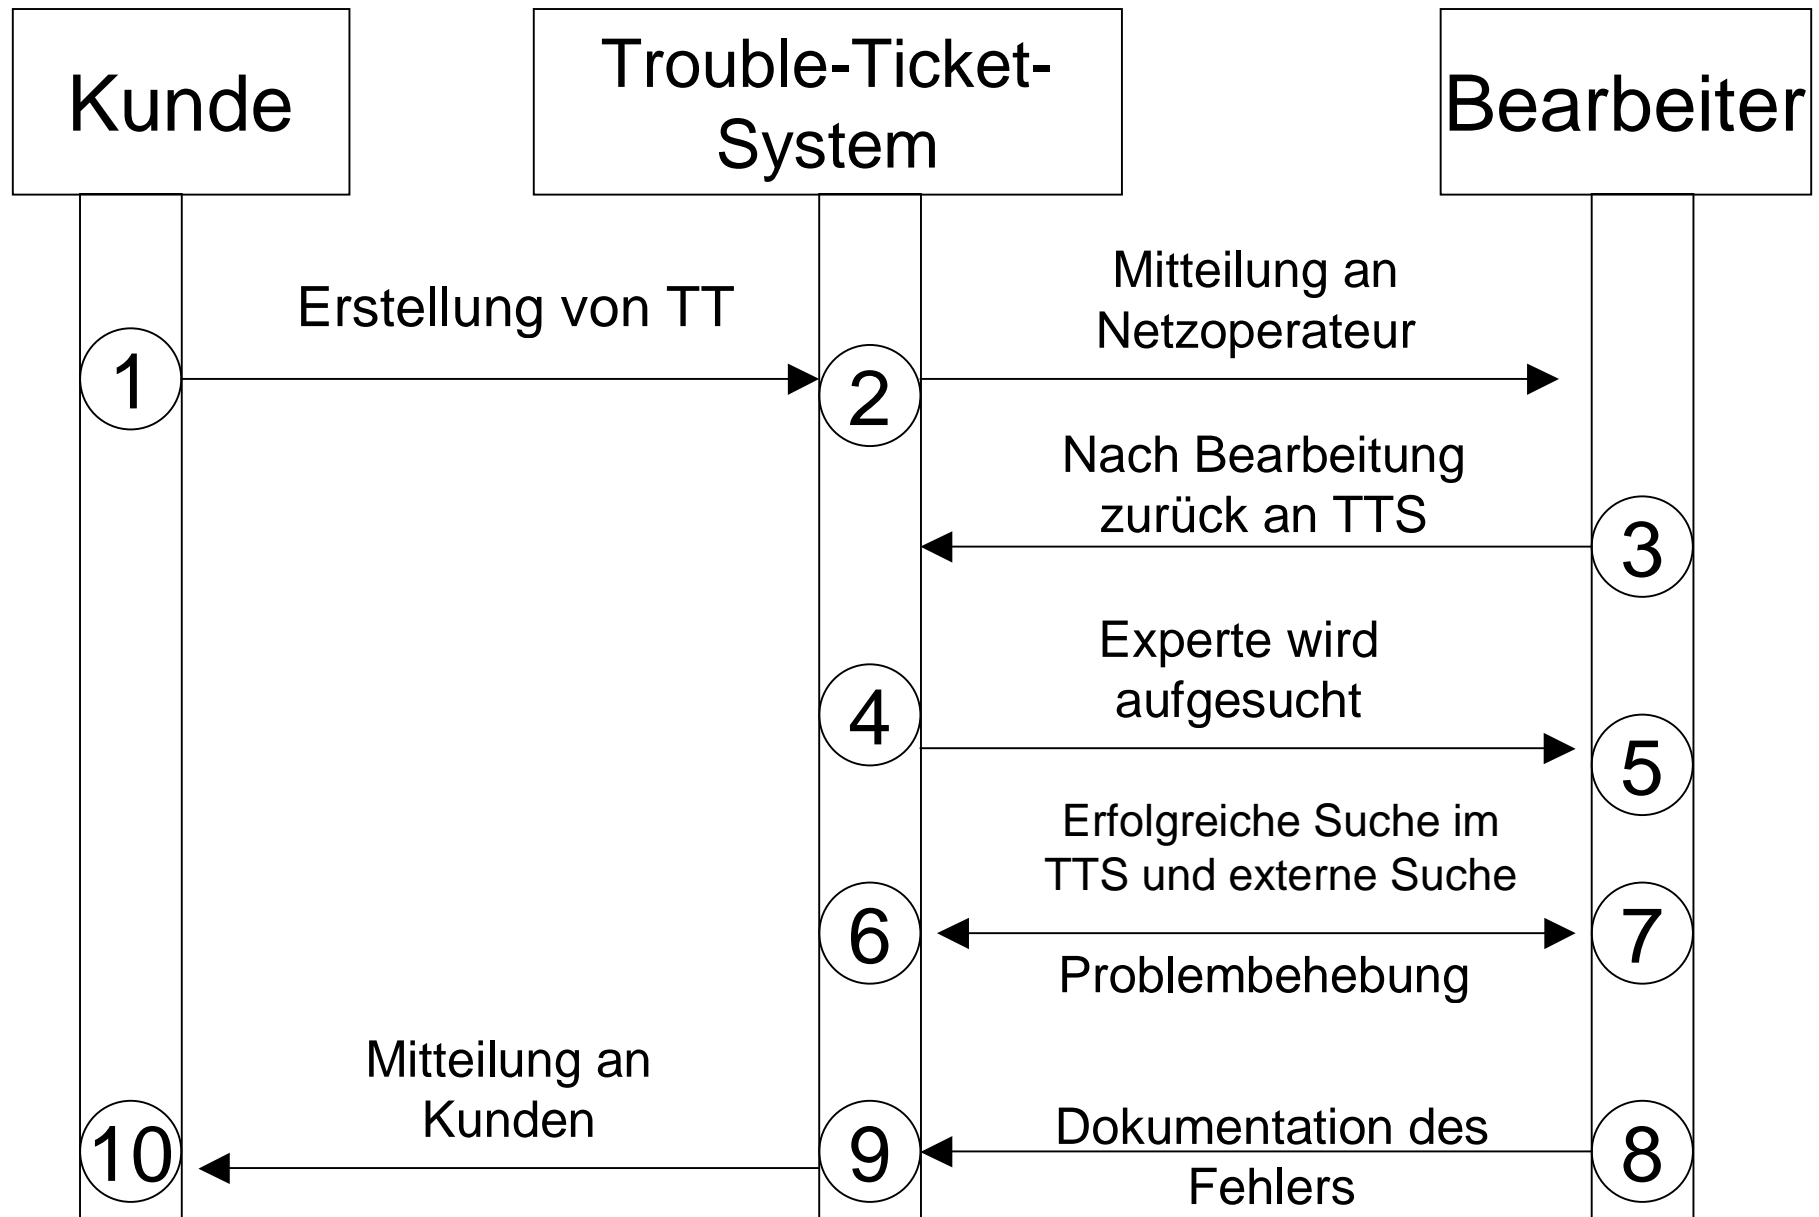 Kunde
Trouble-Ticket-
System
Bearbeiter
Erstellung von TT
Mitteilung an
Netzoperateur
1
2
Nach Bearbeitung
zurück an TTS
3
Experte wird
aufgesucht
4
5
Erfolgreiche Suche im
TTS und externe Suche
6
7
Problembehebung
Mitteilung an
Kunden
Dokumentation des
Fehlers
10
9
8